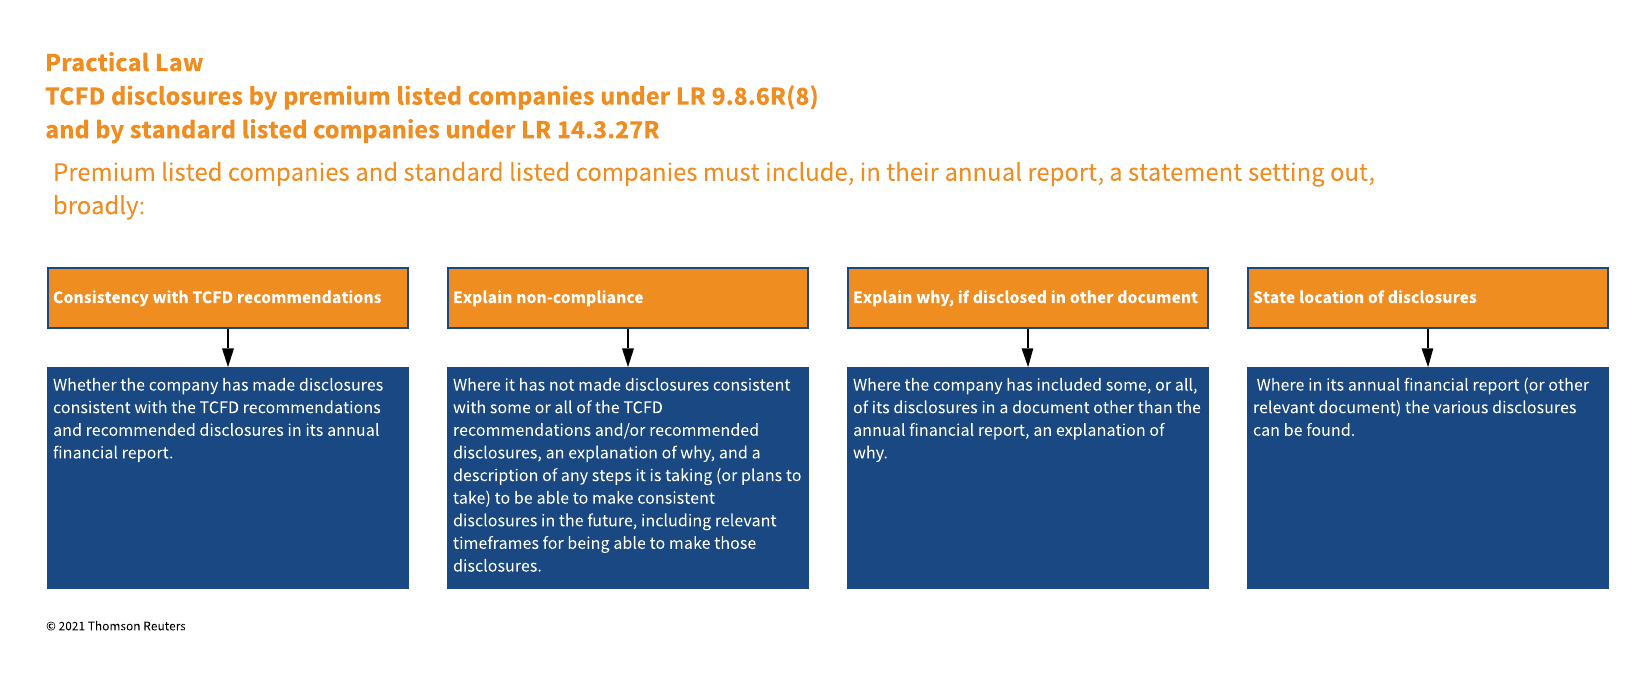 Practical Law
TCFD disclosures by premium listed companies under LR 9.8.6R(8)
and by standard listed companies under LR 14.3.27R
Premium listed companies and standard listed companies must include, in their annual report, a statement setting out,
broadly:
Consistency with TCFD recommendations
Whether the company has made disclosures
consistent with the TCFD recommendations
and recommended disclosures in its annual
financial report.
Explain non-compliance
Where it has not made disclosures consistent
with some or all of the TCFD
recommendations and/or recommended
disclosures, an explanation of why, and a
description of any steps it is taking (or plans to
take) to be able to make consistent
disclosures in the future, including relevant
timeframes for being able to make those
disclosures.
Explain why, if disclosed in other document
Where the company has included some, or all,
of its disclosures in a document other than the
annual financial report, an explanation of
why.
State location of disclosures
Where in its annual financial report (or other
relevant document) the various disclosures
can be found.
© 2021 Thomson Reuters